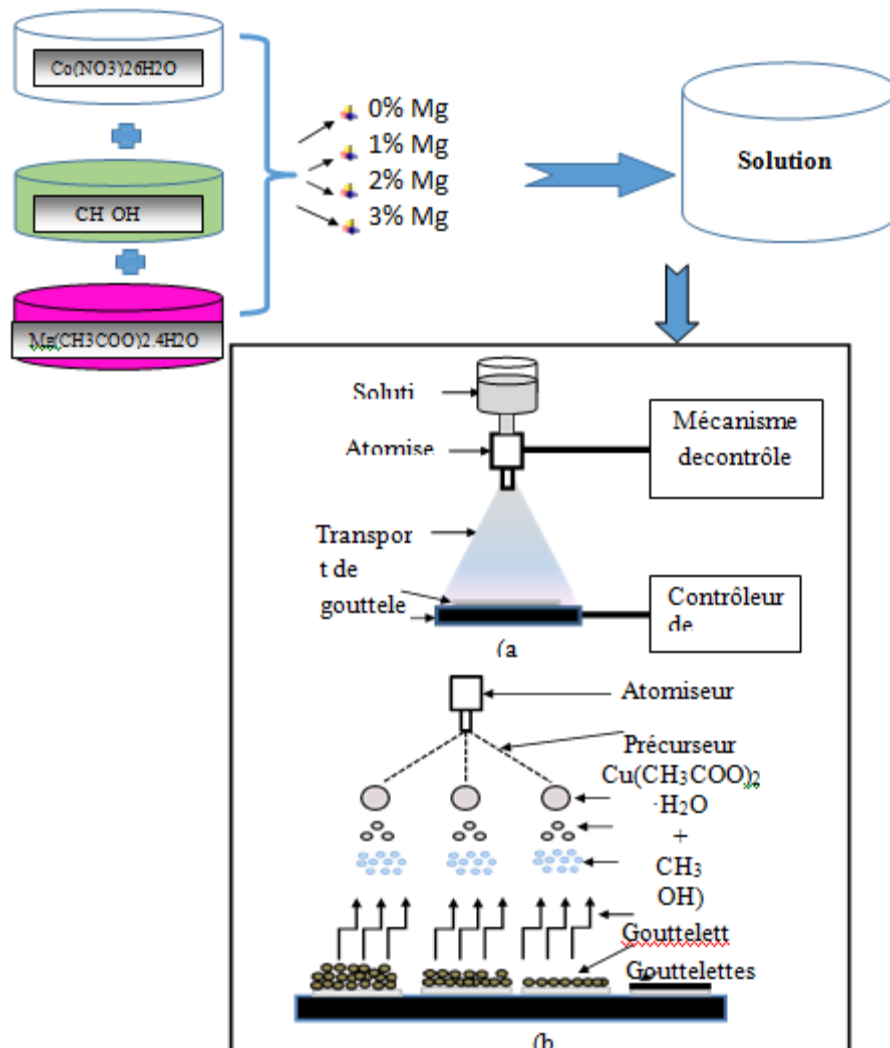 Co(NO3)26H2O
CH OH
Mg(CH3COO)2.4H2O
0% Mg
1% Mg
2% Mg
3% Mg
Solution
Soluti
Atomise
Transpor
t de
gouttele
Mécanisme
decontrôle
Contrôleur
de
(a
Atomiseur
Précurseur
Cu(CH3COO)2
·H2O
+
CH3
OH)
Gouttelett
Gouttelettes
(b